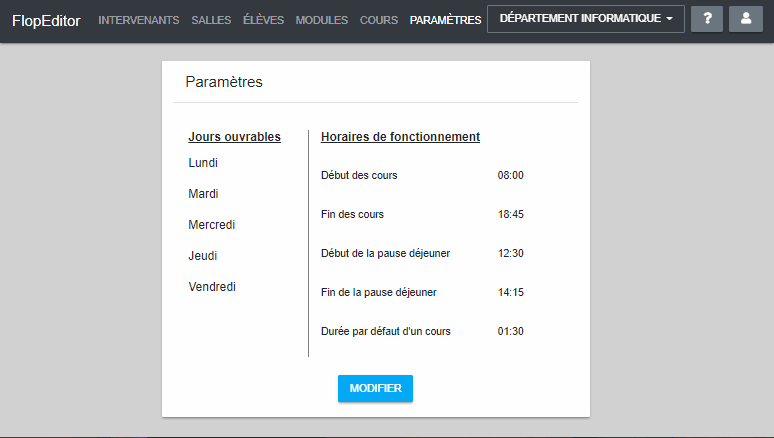 FlopEditor INTERVENANTS SALLES ÉLÈVES MODULES COURS PARAMÈTRES DÉPARTEMENT INFORMATIQUE ?
Paramètres
Jours ouvrables
Lundi
Mardi
Mercredi
Jeudi
Vendredi
Horaires de fonctionnement
Début des cours 08:00
Fin des cours 18:45
Début de la pause déjeuner 12:30
Fin de la pause déjeuner 14:15
Durée par défaut d'un cours 01:30
MODIFIER